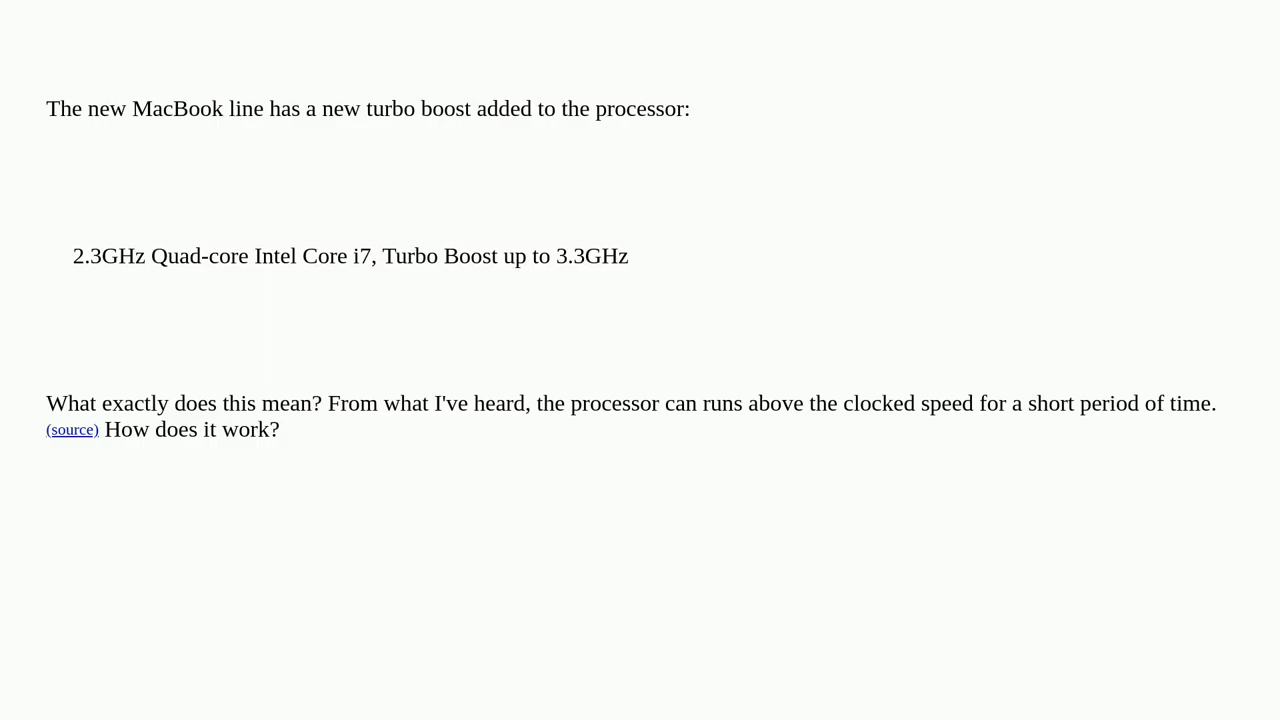 The new MacBook line has a new turbo boost added to the processor:
2.3GHz Quad-core Intel Core i7, Turbo Boost up to 3.3GHz
What exactly does this mean? From what I've heard, the processor can runs above the clocked speed for a short period of time.
(source) How does it work?